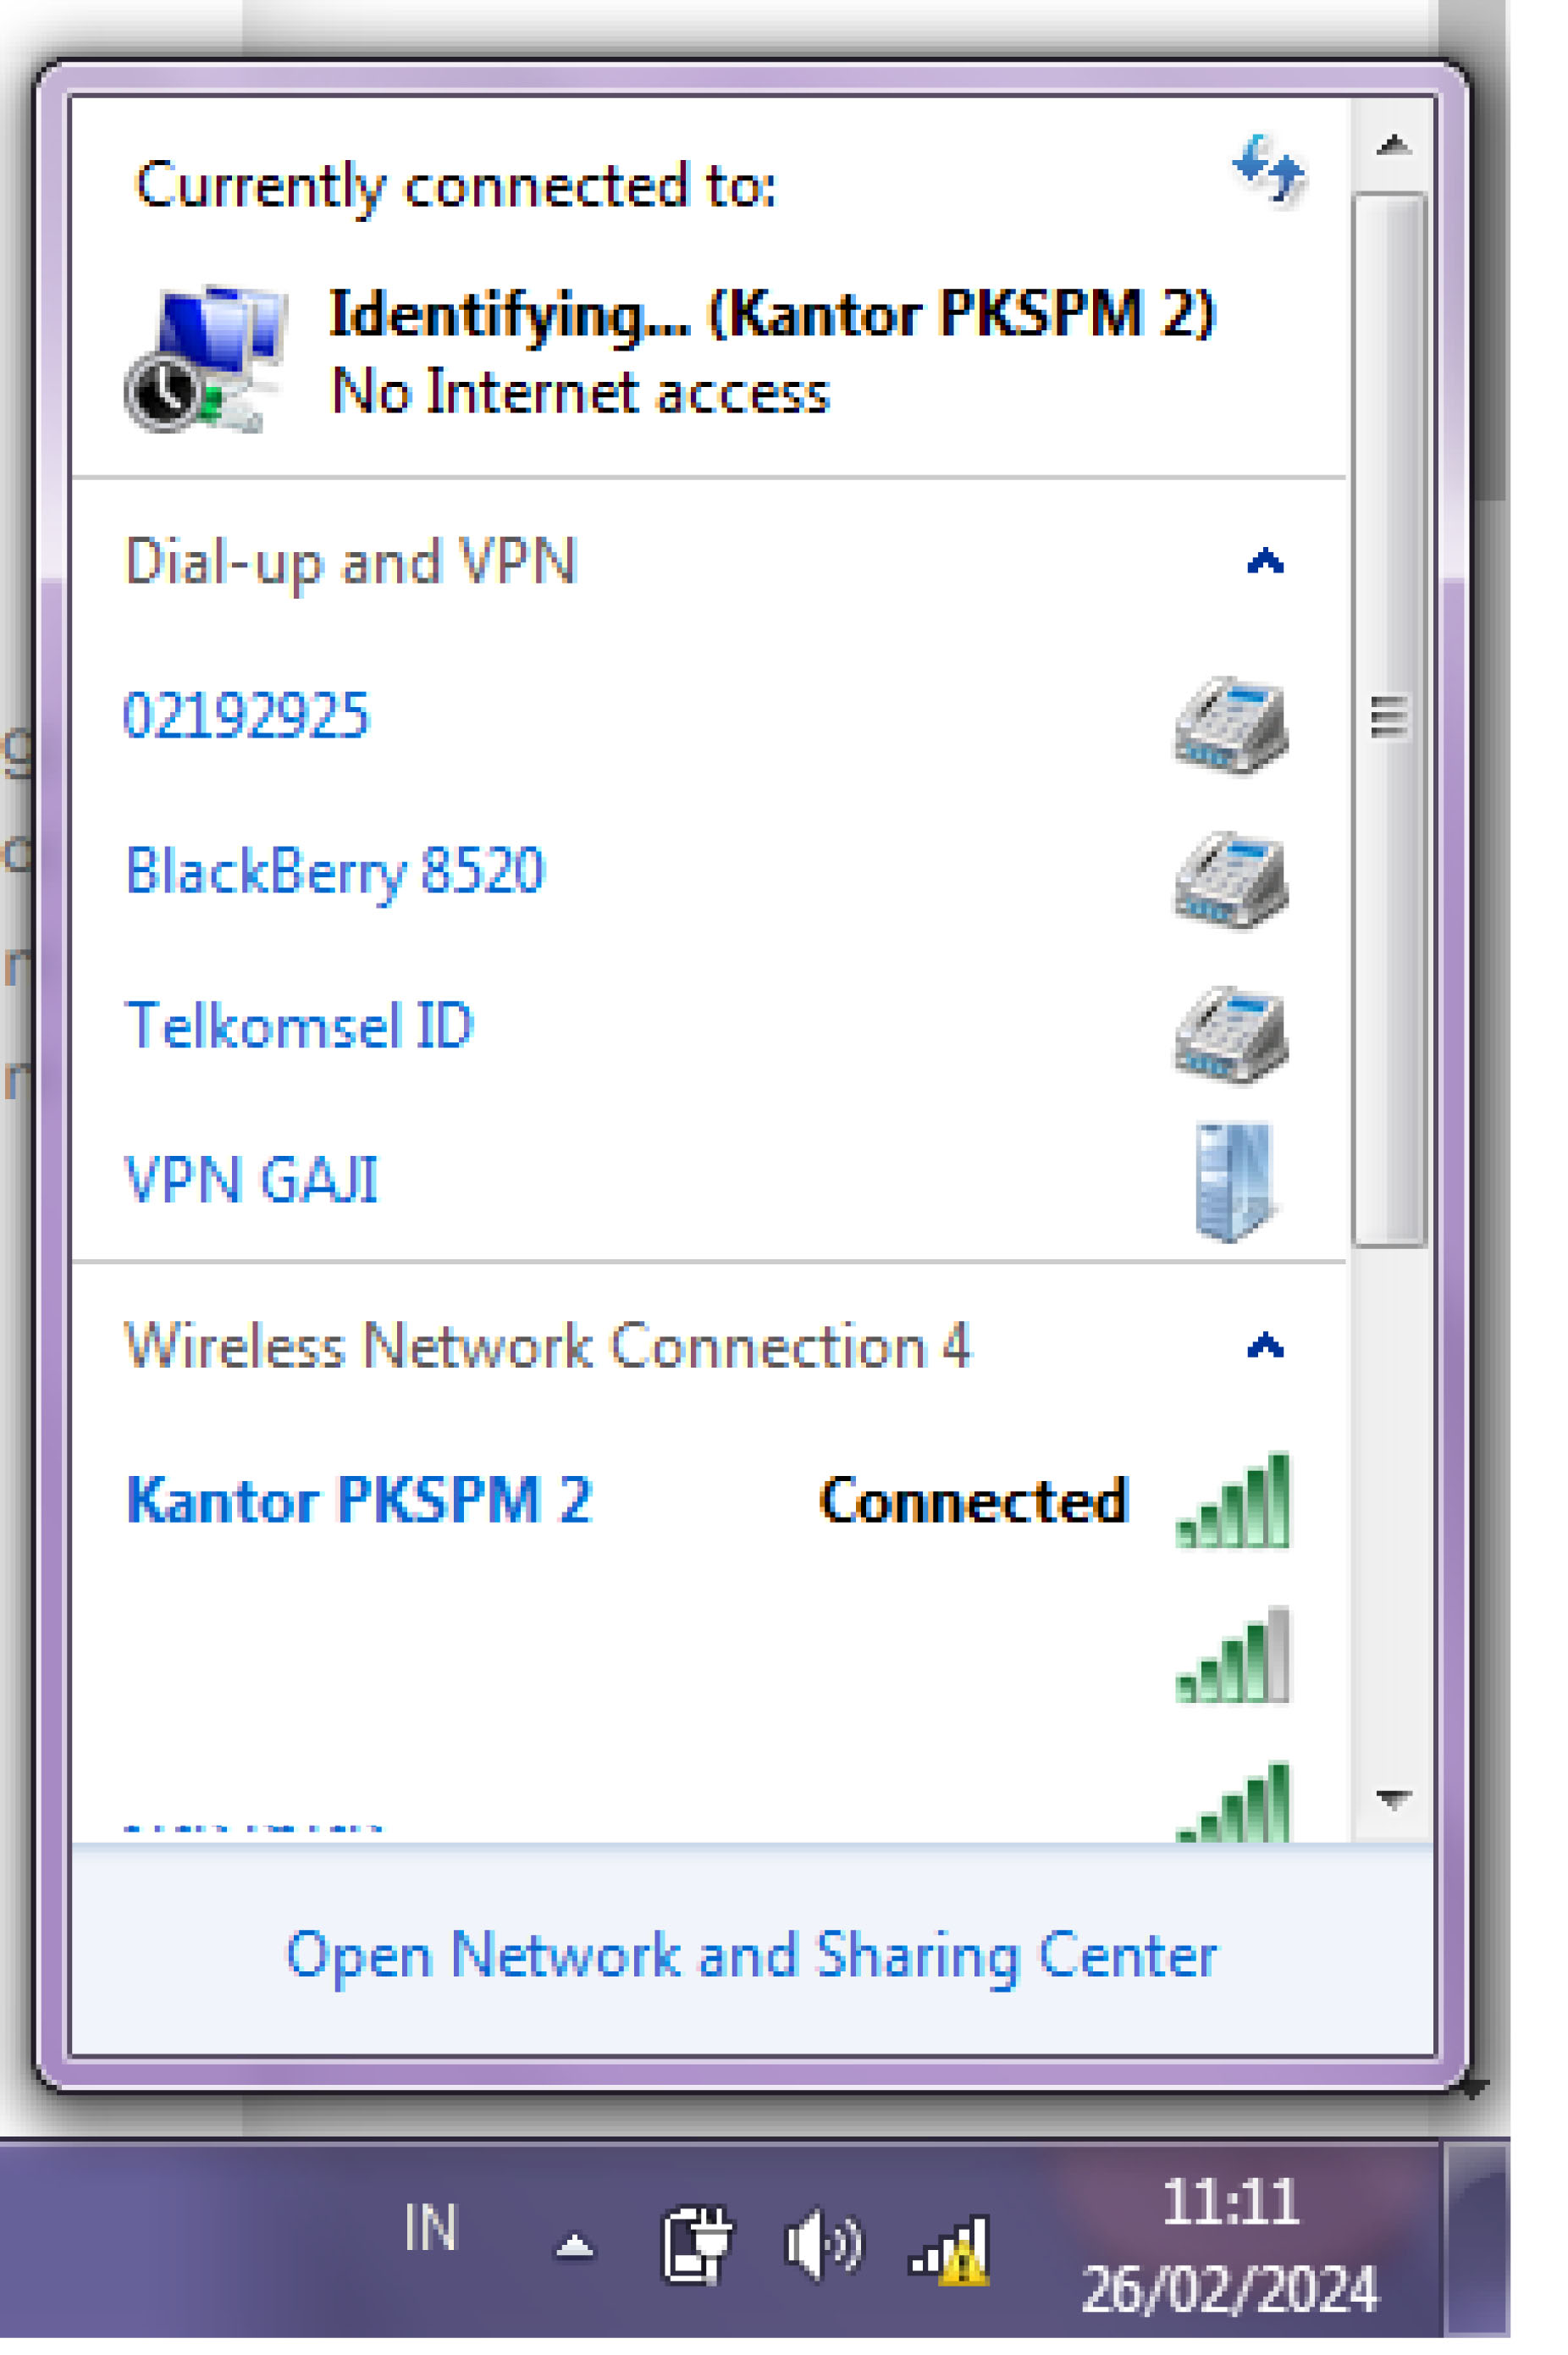 Currently connected to:
Identifying... (Kantor PKSPM 2)
No Internet access
Dial-up and VPN
02192925
BlackBerry 8520
Telkomsel ID
VPN GAJI
Wireless Network Connection 4
Kantor PKSPM 2 Connected
Open Network and Sharing Center
IN
11:11
26/02/2024